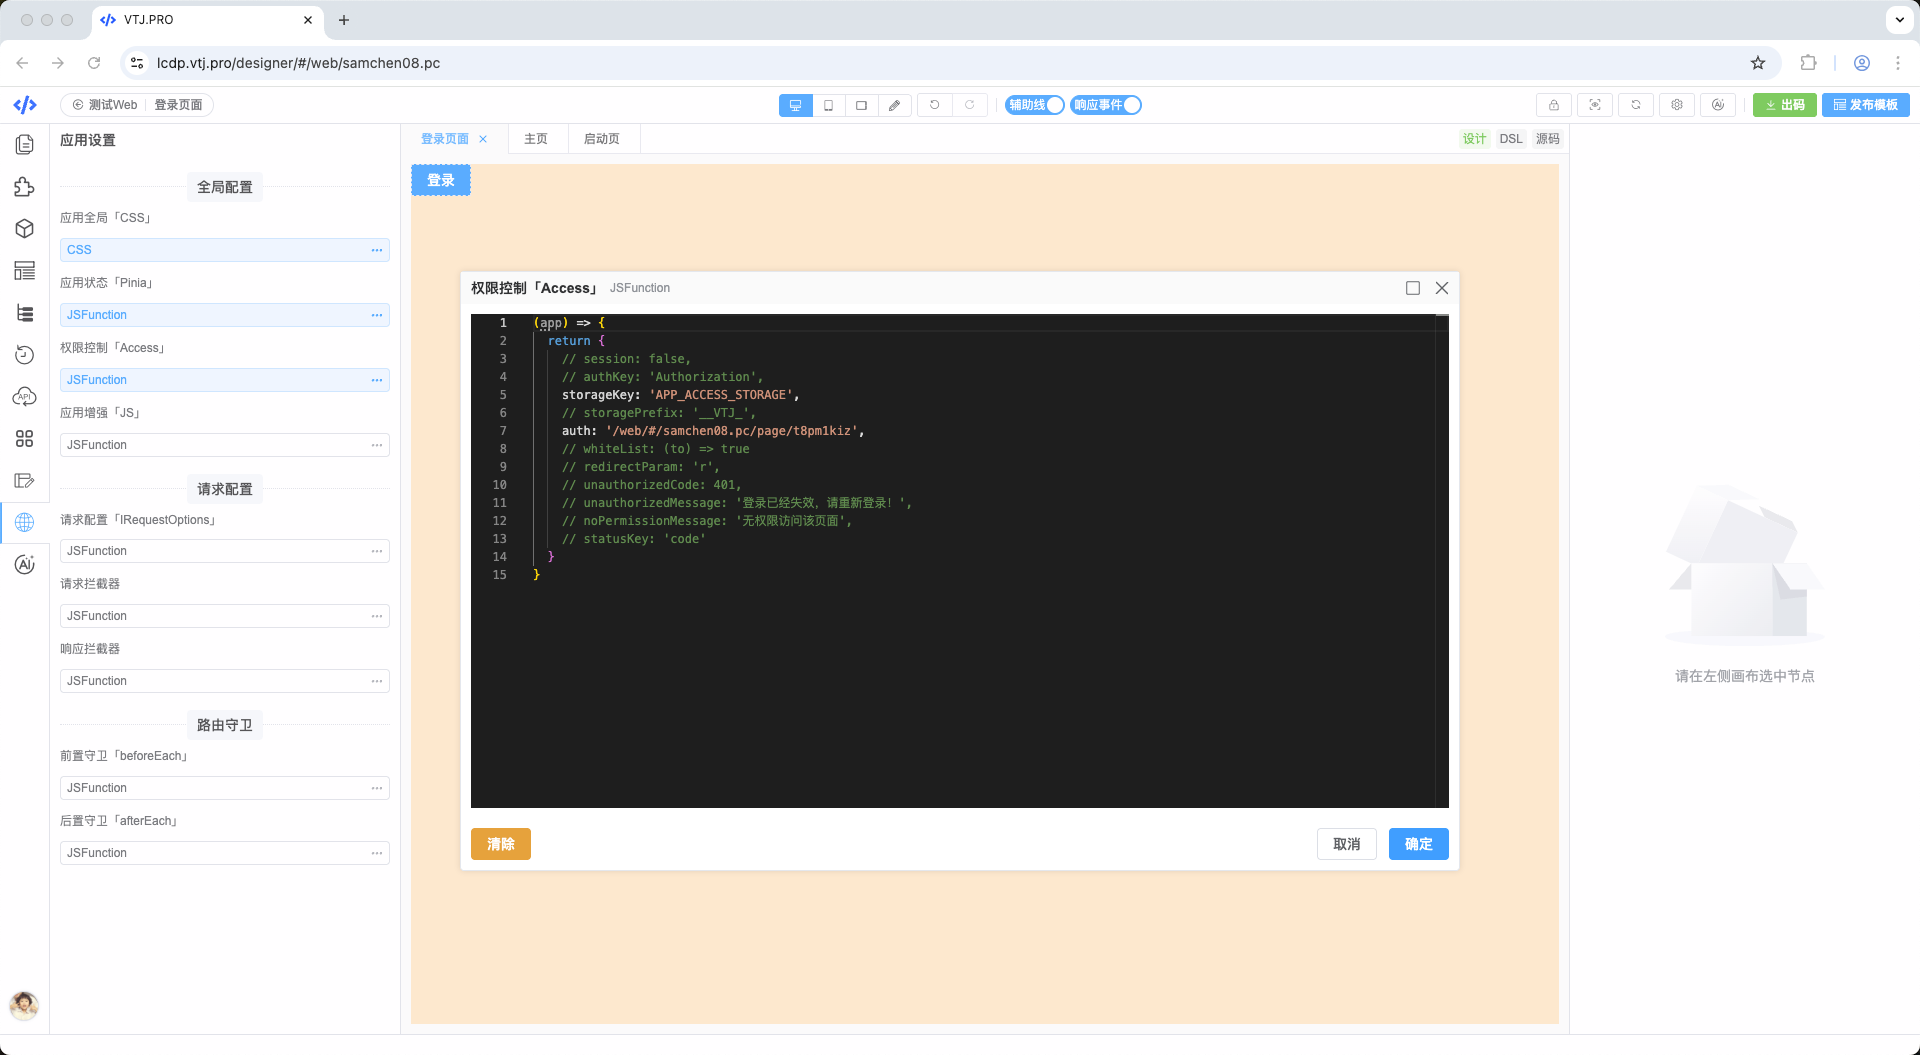 VTJ.PRO
lcdp.vtj.pro/designer/#/web/samchen08.pc
测试Web 登录页面
辅助线 响应事件
出码 发布模板
应用设置
登录页面 主页 启动页
设计 DSL 源码
全局配置
应用全局「CSS」
CSS
应用状态「Pinia」
JSFunction
权限控制「Access」
JSFunction
应用增强「JS」
JSFunction
请求配置
请求配置「IRequestOptions」
JSFunction
请求拦截器
JSFunction
响应拦截器
JSFunction
路由守卫
前置守卫「beforeEach」
JSFunction
后置守卫「afterEach」
JSFunction
API
AI
登录
权限控制「Access」 JSFunction
1 (app) => {
2 return {
3 // session: false,
4 // authKey: 'Authorization',
5 storageKey: 'APP_ACCESS_STORAGE',
6 // storagePrefix: '__VTJ_',
7 auth: '/web/#/samchen08.pc/page/t8pm1kiz',
8 // whiteList: (to) => true
9 // redirectParam: 'r',
10 // unauthorizedCode: 401,
11 // unauthorizedMessage: '登录已经失效，请重新登录！',
12 // noPermissionMessage: '无权限访问该页面',
13 // statusKey: 'code'
14 }
15 }
清除 取消 确定
请在左侧画布选中节点